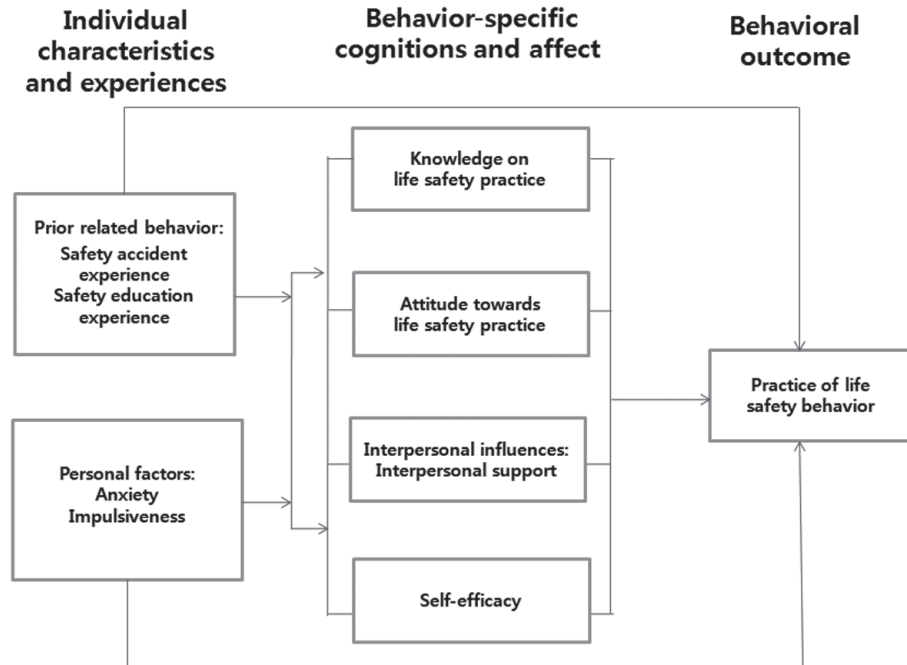 Individual
characteristics
and experiences
Behavior-specific
cognitions and affect
Behavioral
outcome
Prior related behavior:
Safety accident
experience
Safety education
experience
Personal factors:
Anxiety
Impulsiveness
Knowledge on
life safety practice
Attitude towards
life safety practice
Interpersonal influences:
Interpersonal support
Self-efficacy
Practice of life
safety behavior